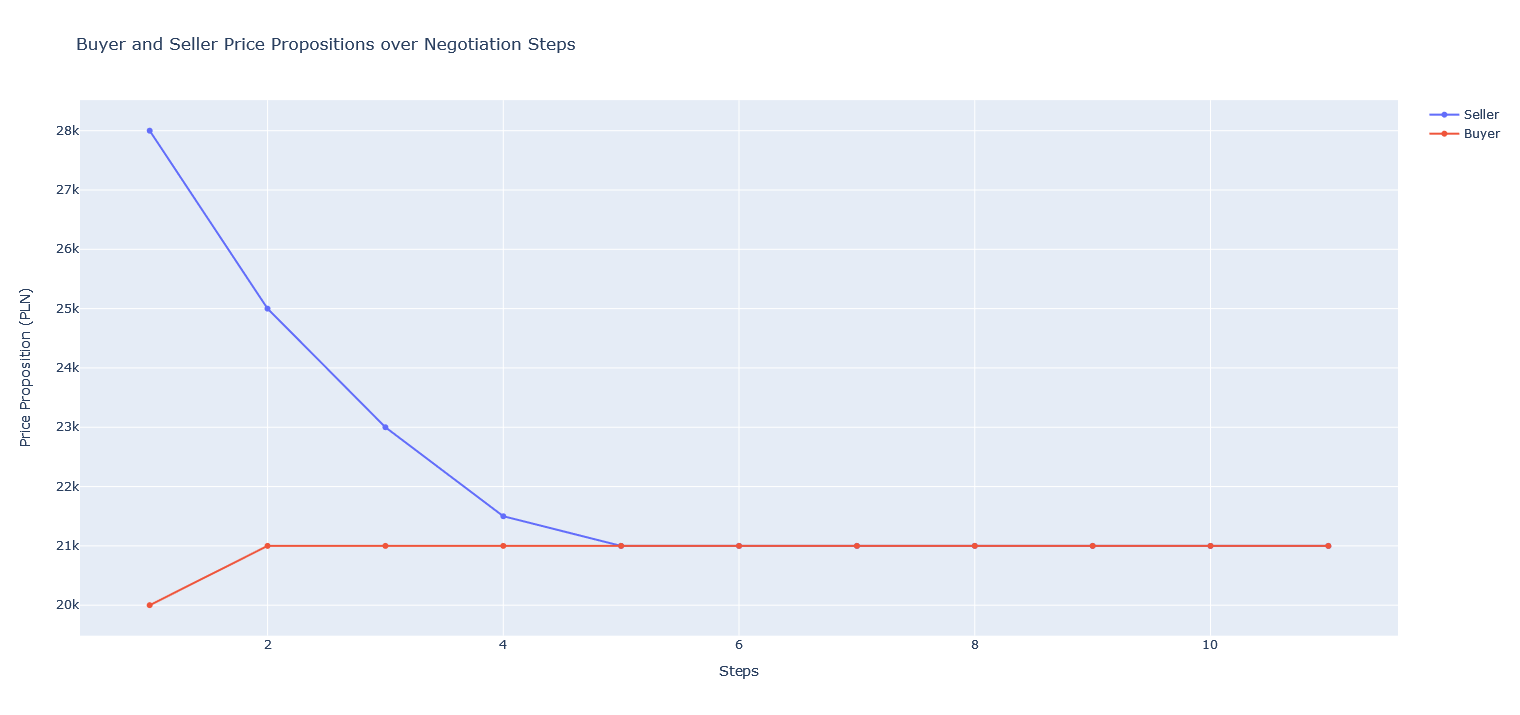 Buyer and Seller Price Propositions over Negotiation Steps
Seller
Buyer
Price Proposition (PLN)
28k
27k
26k
25k
24k
23k
22k
21k
20k
2
4
6
8
10
Steps